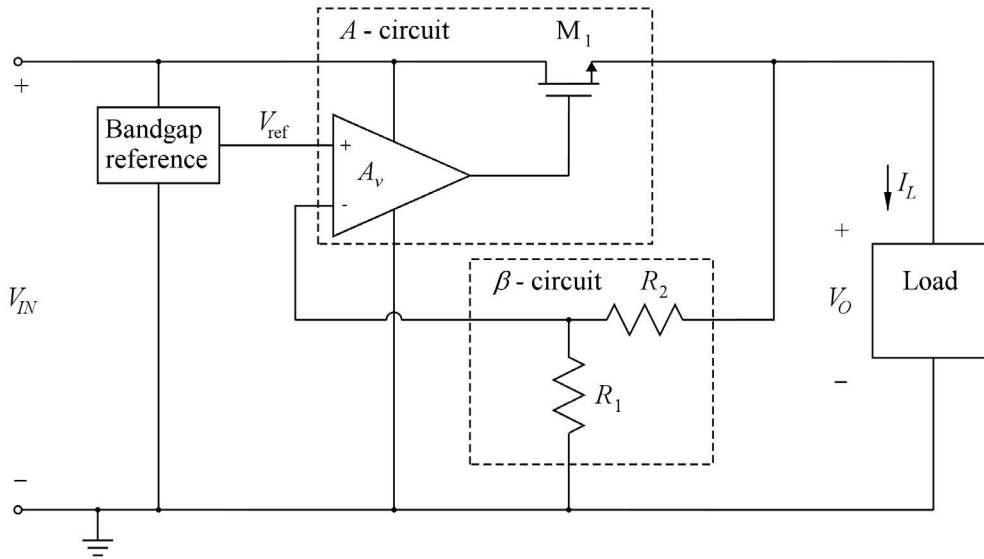 A - circuit
M1
+
Bandgap
reference
Vref
+
Av
-
IL
+
β - circuit
R2
VIN
VO
Load
R1
−
−